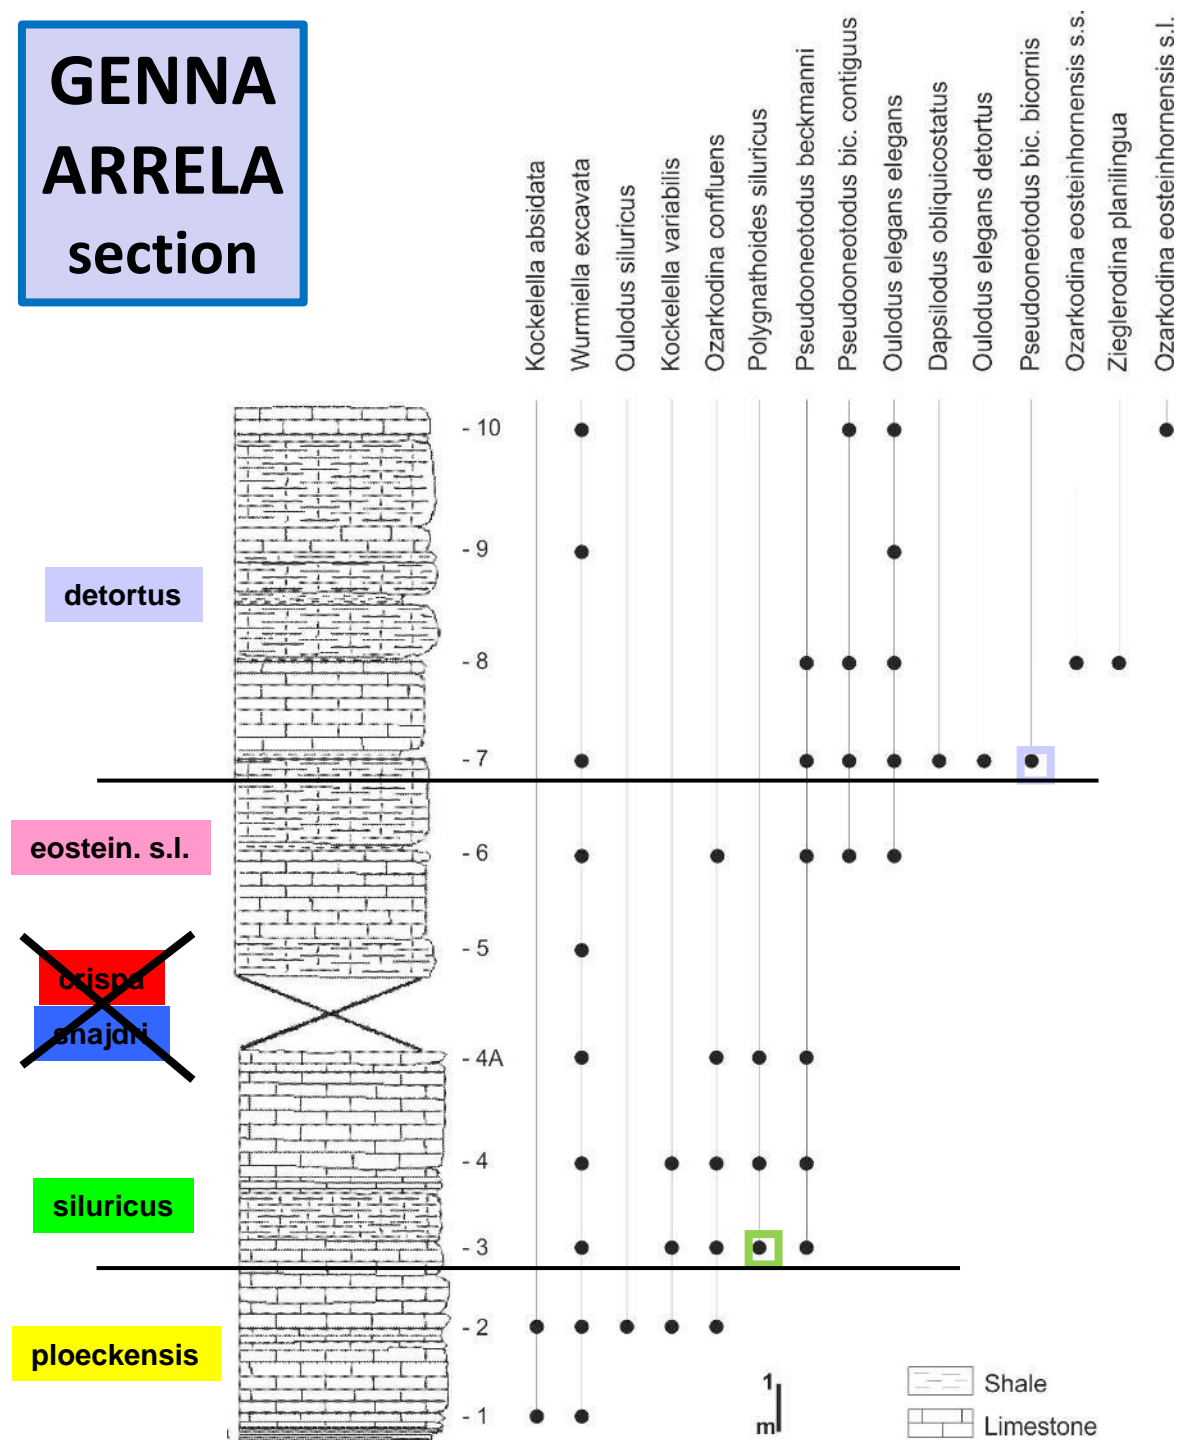 GENNA
ARRELA
section
Kockelella absidata
Wurmiella excavata
Oulodus siluricus
Kockelella variabilis
Ozarkodina confluens
Polygnathoides siluricus
Pseudooneotodus beckmanni
Pseudooneotodus bic. contiguus
Oulodus elegans elegans
Dapsilodus obliquicostatus
Oulodus elegans detortus
Pseudooneotodus bic. bicornis
Ozarkodina eosteinhornensis s.s.
Zieglerodina planilingua
Ozarkodina eosteinhornensis s.l.
- 10
- 9
detortus
- 8
- 7
eostein. s.l.
- 6
- 5
crispa
snajdri
- 4A
- 4
siluricus
- 3
- 2
ploeckensis
- 1
1
m
Shale
Limestone